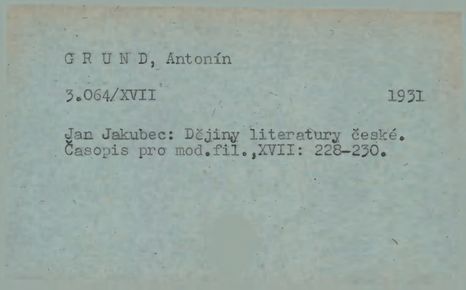 G R U N D, Antonín
3.064/XVII 1931
Jan Jakubec: Dějiny literatury české.
Časopis pro mod.fil.,XVII: 228-230.